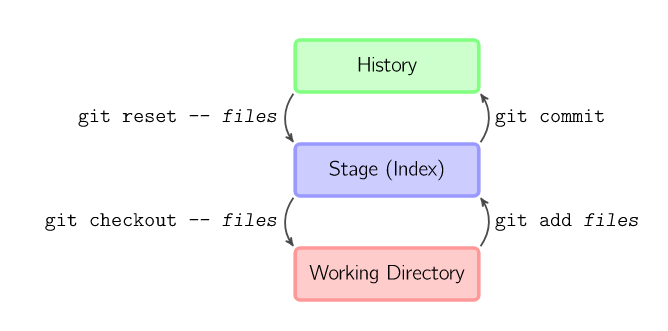 History
git reset -- files
git commit
Stage (Index)
git checkout -- files
git add files
Working Directory